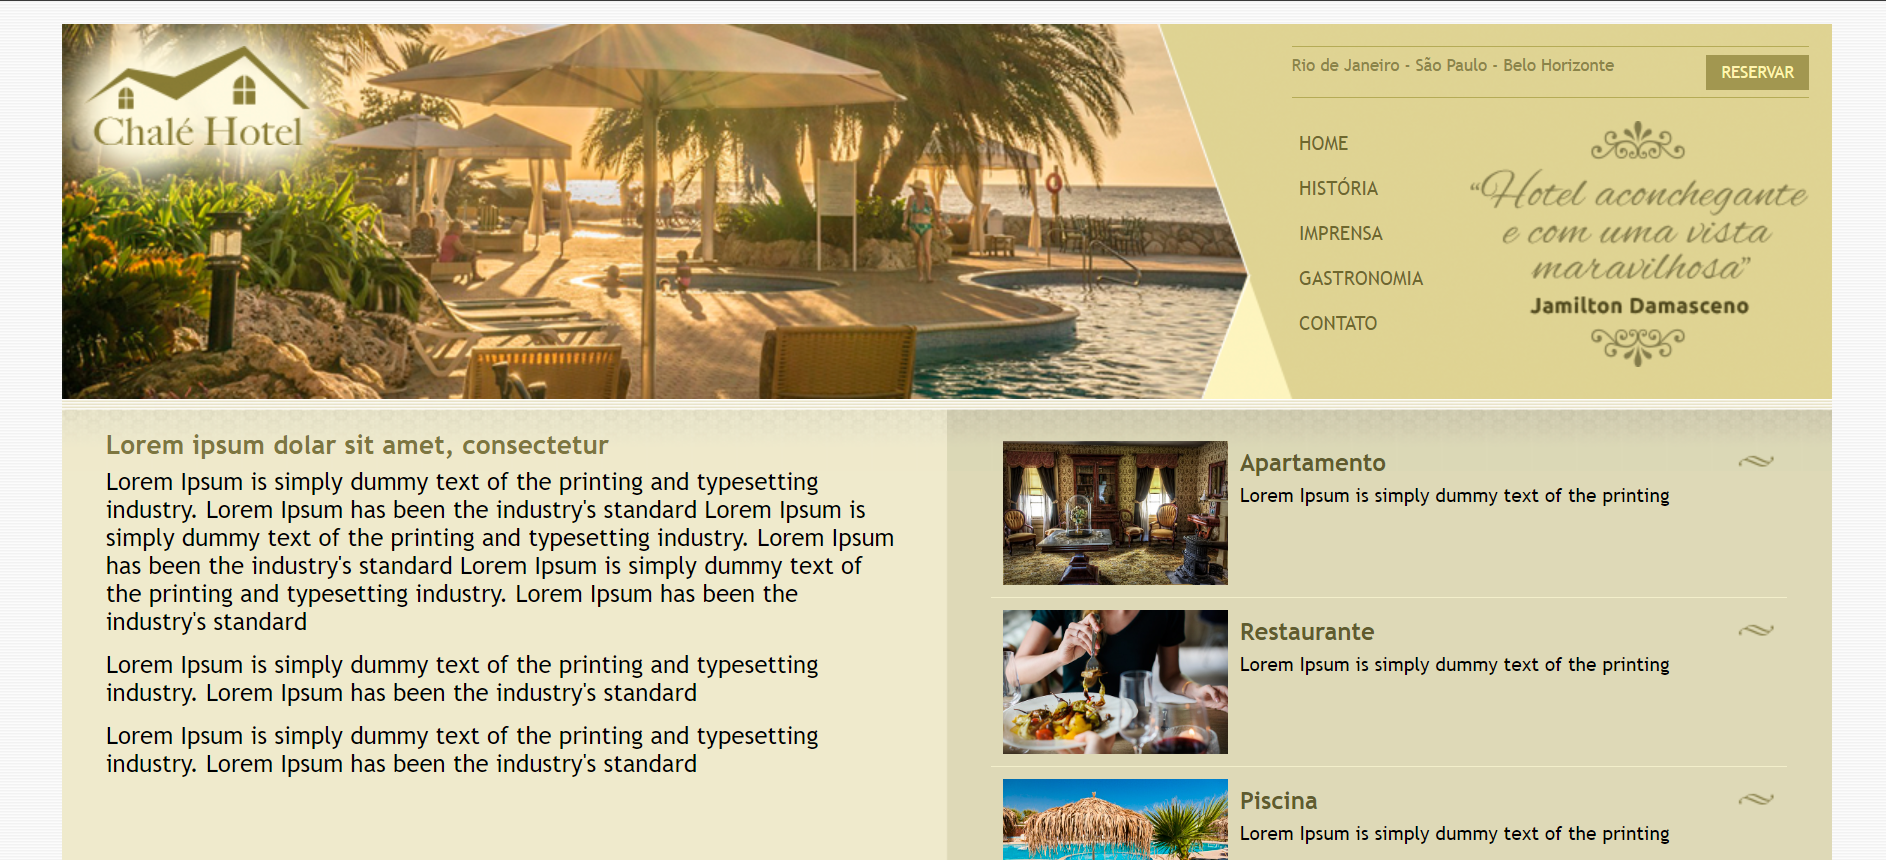 Chalé Hotel
Rio de Janeiro - São Paulo - Belo Horizonte
RESERVAR
HOME
HISTÓRIA
IMPRENSA
GASTRONOMIA
CONTATO
“Hotel aconchegante
e com uma vista
maravilhosa”
Jamilton Damasceno
Lorem ipsum dolar sit amet, consectetur
Lorem Ipsum is simply dummy text of the printing and typesetting
industry. Lorem Ipsum has been the industry's standard Lorem Ipsum is
simply dummy text of the printing and typesetting industry. Lorem Ipsum
has been the industry's standard Lorem Ipsum is simply dummy text of
the printing and typesetting industry. Lorem Ipsum has been the
industry's standard
Lorem Ipsum is simply dummy text of the printing and typesetting
industry. Lorem Ipsum has been the industry's standard
Lorem Ipsum is simply dummy text of the printing and typesetting
industry. Lorem Ipsum has been the industry's standard
Apartamento
Lorem Ipsum is simply dummy text of the printing
Restaurante
Lorem Ipsum is simply dummy text of the printing
Piscina
Lorem Ipsum is simply dummy text of the printing